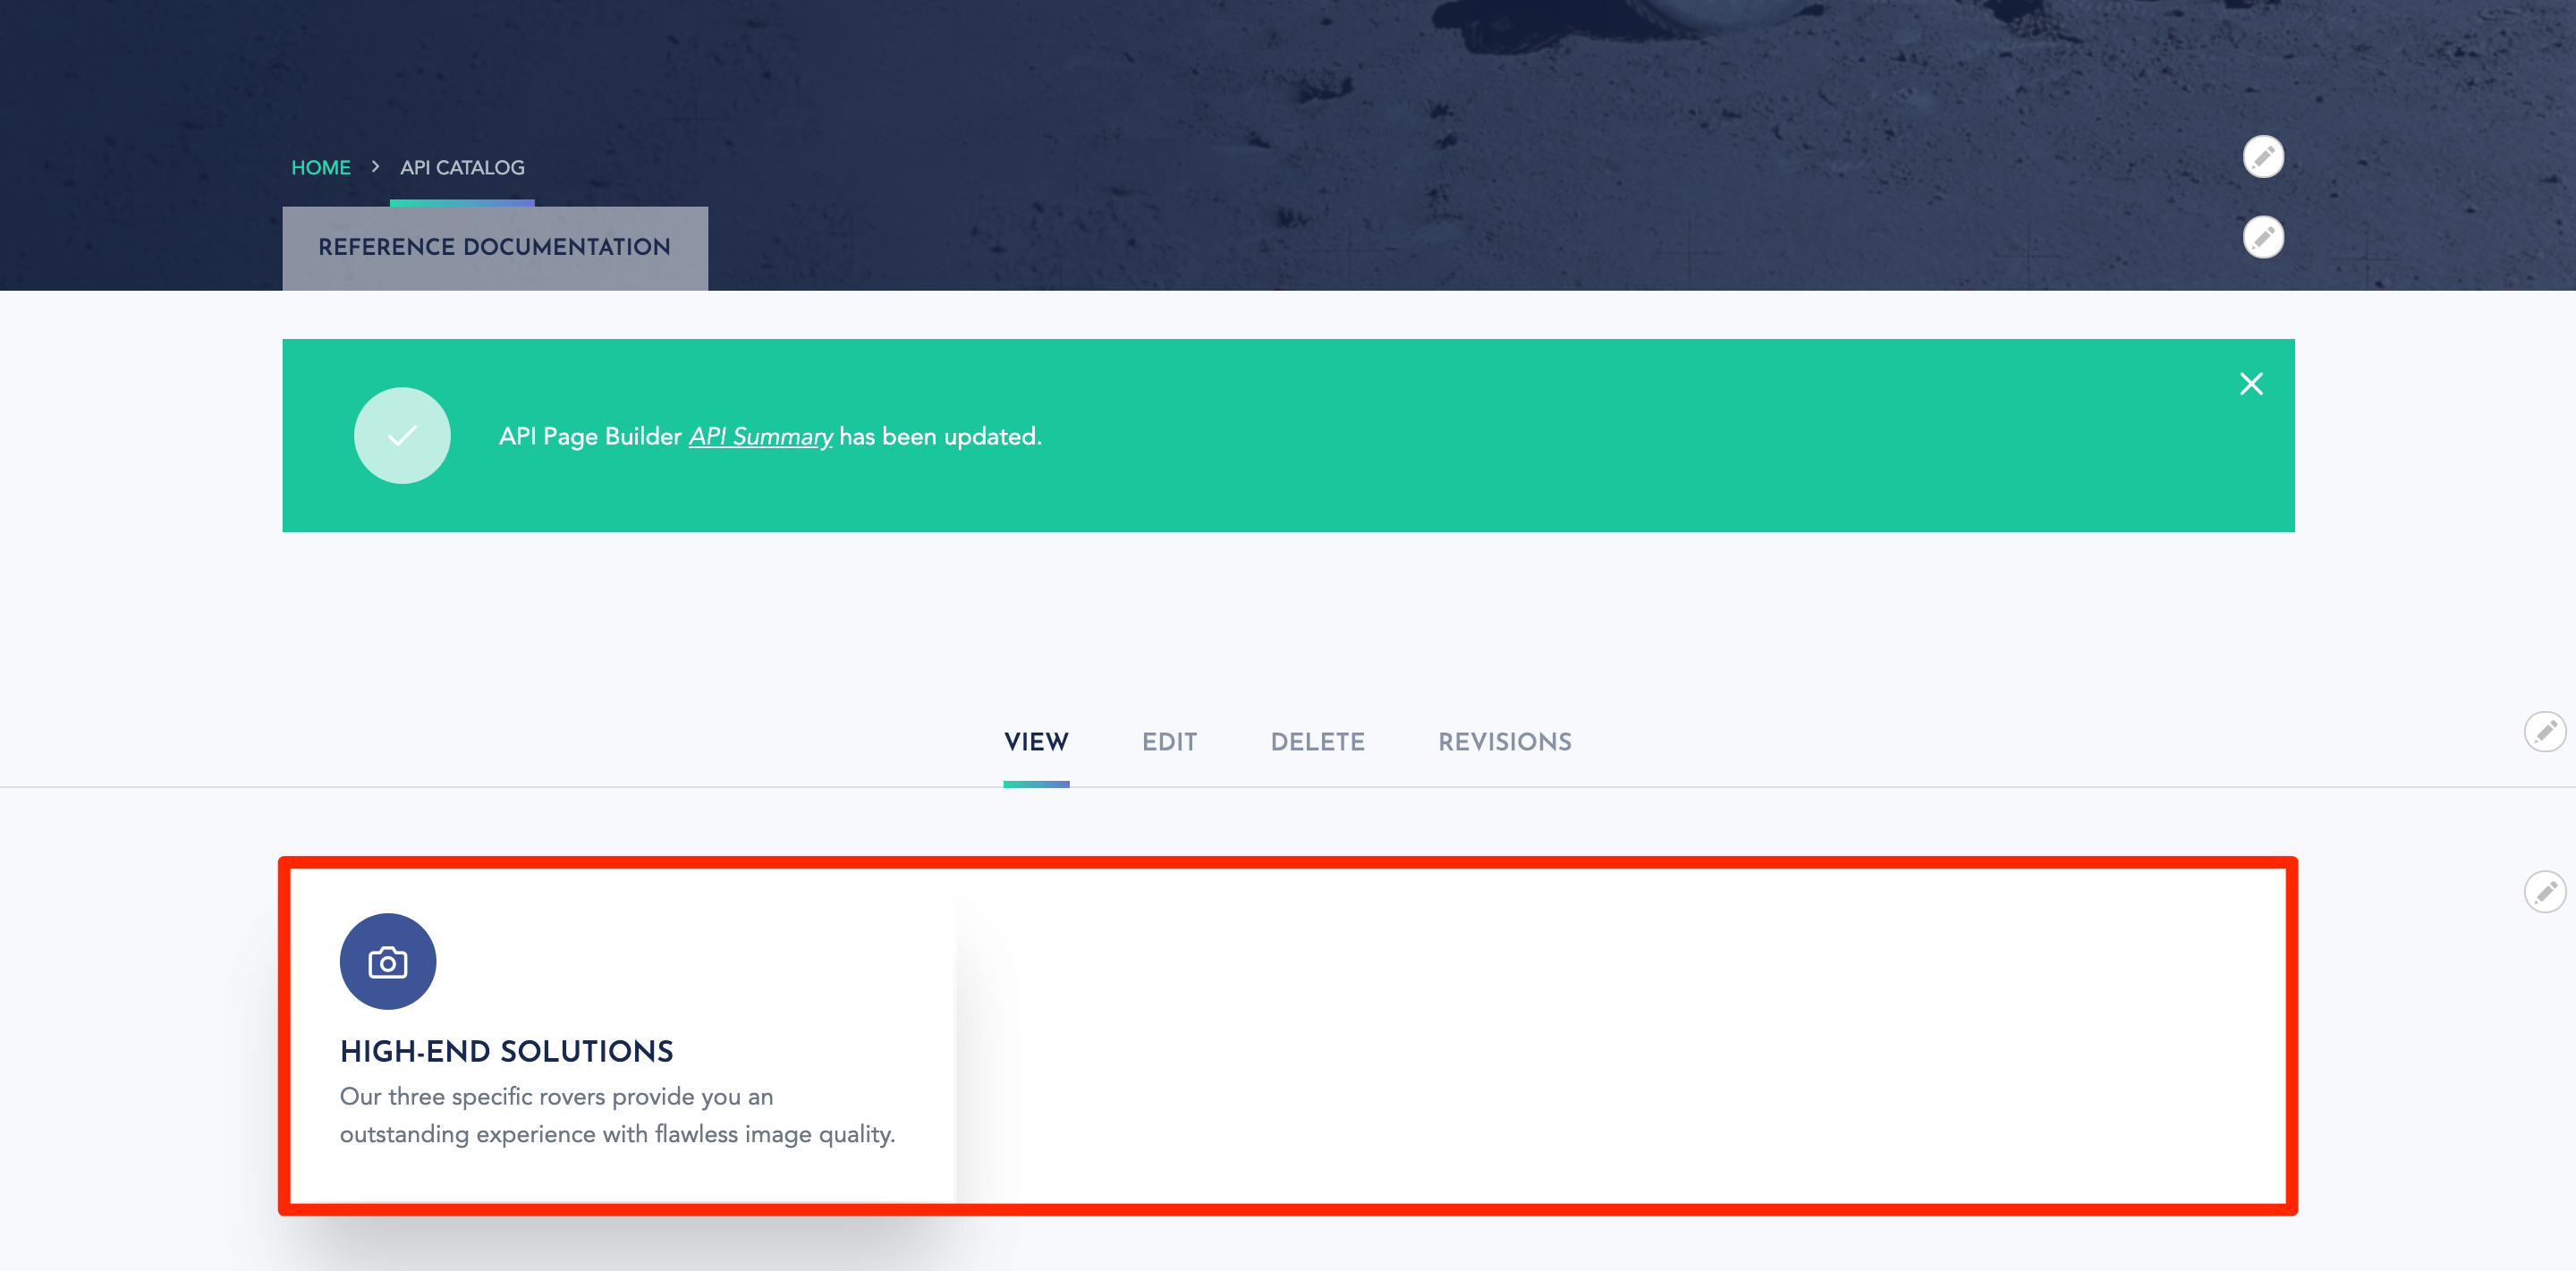 HOME > API CATALOG
REFERENCE DOCUMENTATION
API Page Builder API Summary has been updated.
VIEW EDIT DELETE REVISIONS
HIGH-END SOLUTIONS
Our three specific rovers provide you an
outstanding experience with flawless image quality.